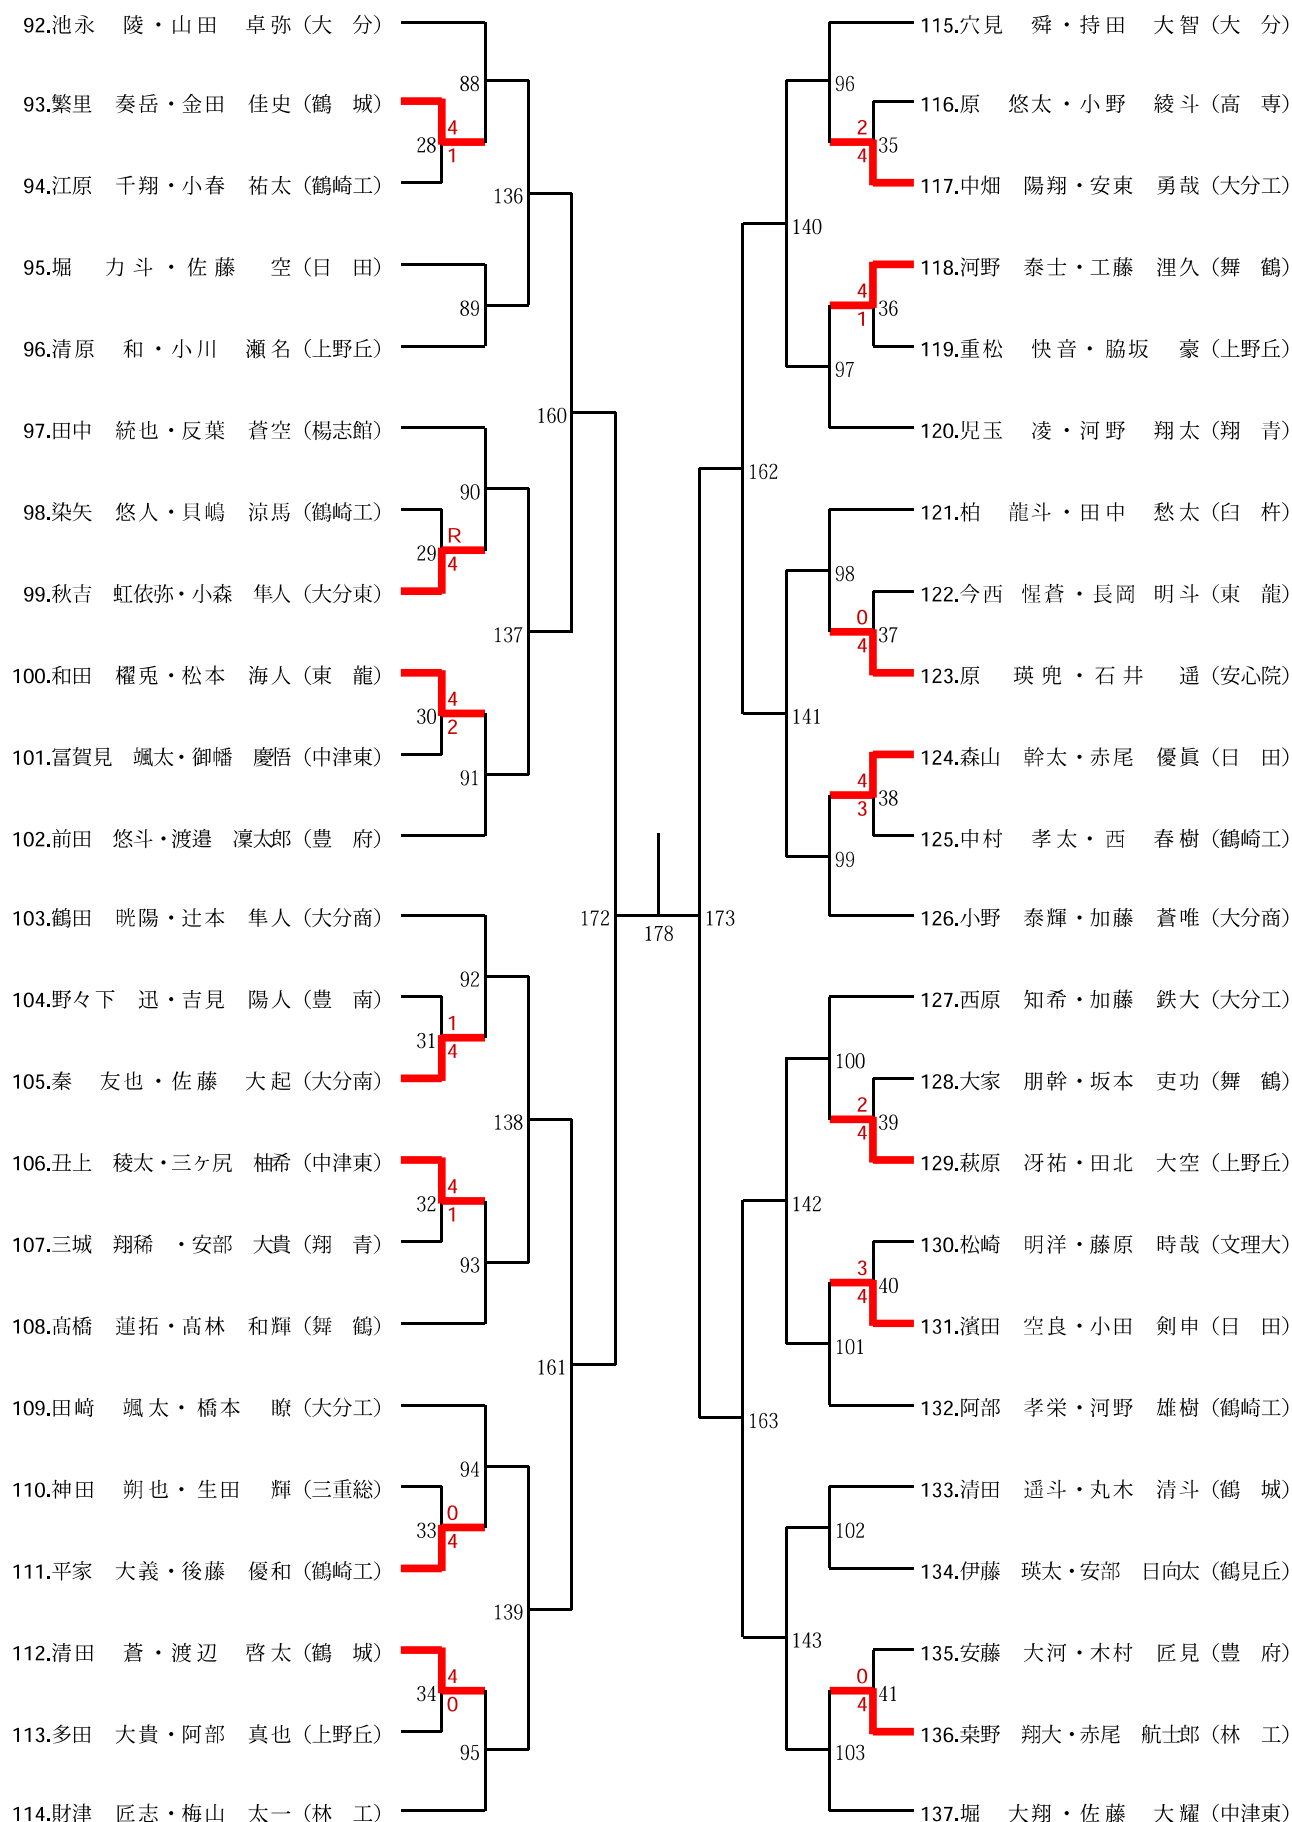 92.池永　陵・山田　卓弥（大　分）
88
93.繁里　奏岳・金田　佳史（鶴　城）
4
28
1
94.江原　千翔・小春　祐太（鶴崎工）
136
95.堀　力斗・佐藤　空（日　田）
89
96.清原　和・小川　瀬名（上野丘）
160
97.田中　統也・反葉　蒼空（楊志館）
90
98.染矢　悠人・貝嶋　涼馬（鶴崎工）
R
29
4
99.秋吉　虹依弥・小森　隼人（大分東）
137
100.和田　櫂兎・松本　海人（東　龍）
4
30
2
101.冨賀見　颯太・御幡　慶悟（中津東）
91
102.前田　悠斗・渡邉　凜太郎（豊　府）
172
103.鶴田　晄陽・辻本　隼人（大分商）
92
104.野々下　迅・吉見　陽人（豊　南）
1
31
4
105.秦　友也・佐藤　大起（大分南）
138
106.丑上　稜太・三ケ尻　柚希（中津東）
4
32
1
107.三城　翔稀　・安部　大貴（翔　青）
93
108.髙橋　蓮拓・髙林　和輝（舞　鶴）
161
109.田﨑　颯太・橋本　瞭（大分工）
94
110.神田　朔也・生田　輝（三重総）
0
33
4
111.平家　大義・後藤　優和（鶴崎工）
139
112.清田　蒼・渡辺　啓太（鶴　城）
4
34
0
113.多田　大貴・阿部　真也（上野丘）
95
114.財津　匠志・梅山　太一（林　工）
178
115.穴見　舜・持田　大智（大　分）
96
116.原　悠太・小野　綾斗（高　専）
2
35
4
117.中畑　陽翔・安東　勇哉（大分工）
140
118.河野　泰士・工藤　浬久（舞　鶴）
4
36
1
119.重松　快音・脇坂　豪（上野丘）
97
120.児玉　凌・河野　翔太（翔　青）
162
121.柏　龍斗・田中　愁太（臼　杵）
98
122.今西　惺蒼・長岡　明斗（東　龍）
0
37
4
123.原　瑛兜・石井　遥（安心院）
141
124.森山　幹太・赤尾　優眞（日　田）
4
38
3
125.中村　孝太・西　春樹（鶴崎工）
99
126.小野　泰輝・加藤　蒼唯（大分商）
173
127.西原　知希・加藤　鉄大（大分工）
100
128.大家　朋幹・坂本　吏功（舞　鶴）
2
39
4
129.萩原　冴祐・田北　大空（上野丘）
142
130.松崎　明洋・藤原　時哉（文理大）
3
40
4
131.濱田　空良・小田　剣申（日　田）
101
132.阿部　孝栄・河野　雄樹（鶴崎工）
163
133.清田　遥斗・丸木　清斗（鶴　城）
102
134.伊藤　瑛太・安部　日向太（鶴見丘）
143
135.安藤　大河・木村　匠見（豊　府）
0
41
4
136.桒野　翔大・赤尾　航士郎（林　工）
103
137.堀　大翔・佐藤　大耀（中津東）